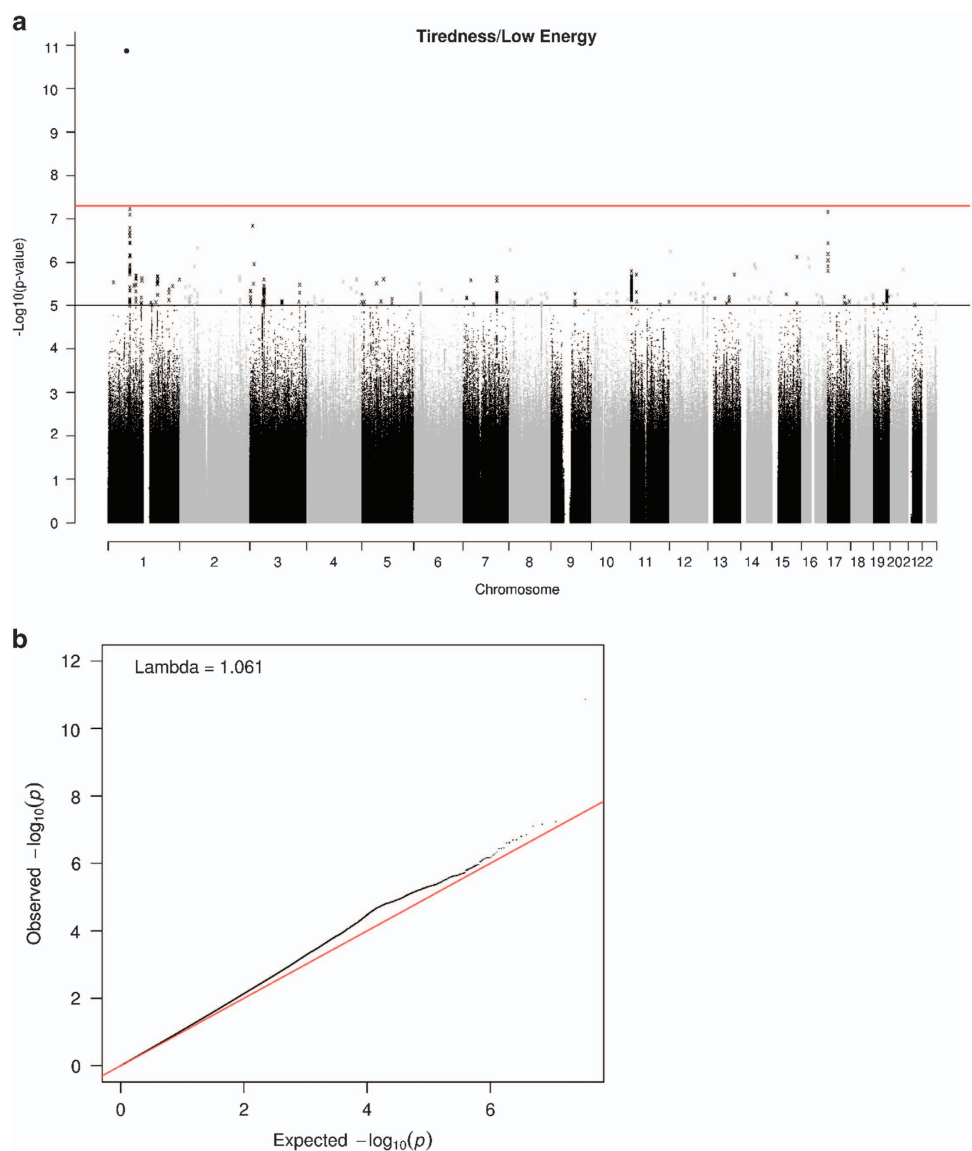 a
Tiredness/Low Energy
11
10
9
8
7
6
5
4
3
2
1
0
-Log10(p-value)
1 2 3 4 5 6 7 8 9 10 11 12 13 14 15 16 17 18 19 20 21 22
Chromosome
b
Lambda = 1.061
12
10
8
6
4
2
0
Observed −log10(p)
0 2 4 6
Expected −log10(p)